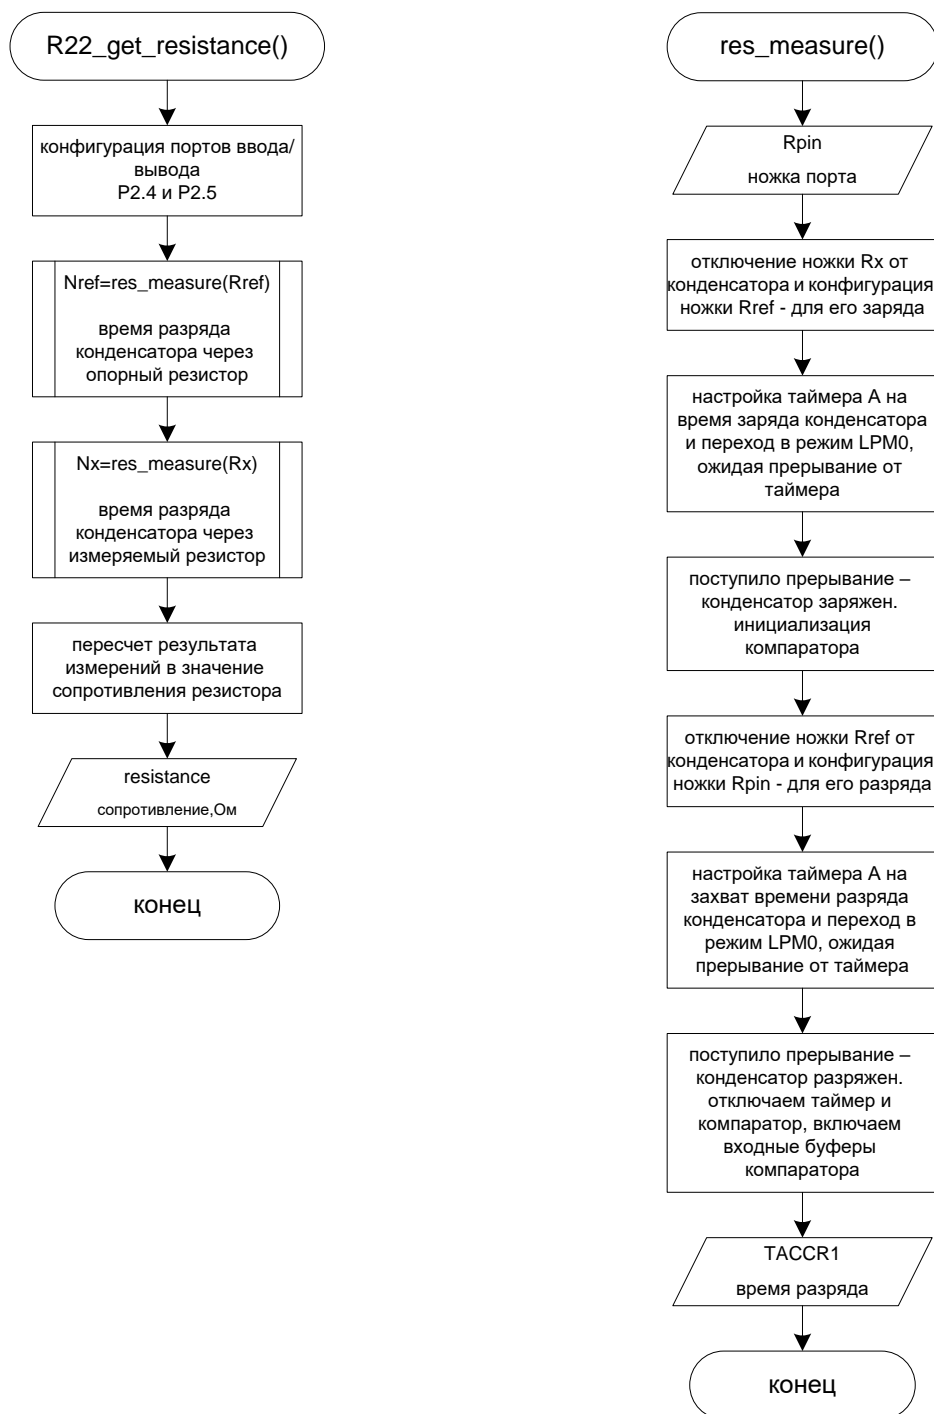 R22_get_resistance()
конфигурация портов ввода/
вывода
P2.4 и P2.5
Nref=res_measure(Rref)
время разряда
конденсатора через
опорный резистор
Nx=res_measure(Rx)
время разряда
конденсатора через
измеряемый резистор
пересчет результата
измерений в значение
сопротивления резистора
resistance
сопротивление,Ом
конец
res_measure()
Rpin
ножка порта
отключение ножки Rx от
конденсатора и конфигурация
ножки Rref - для его заряда
настройка таймера А на
время заряда конденсатора
и переход в режим LPM0,
ожидая прерывание от
таймера
поступило прерывание –
конденсатор заряжен.
инициализация
компаратора
отключение ножки Rref от
конденсатора и конфигурация
ножки Rpin - для его разряда
настройка таймера А на
захват времени разряда
конденсатора и переход в
режим LPM0, ожидая
прерывание от таймера
поступило прерывание –
конденсатор разряжен.
отключаем таймер и
компаратор, включаем
входные буферы
компаратора
TACCR1
время разряда
конец